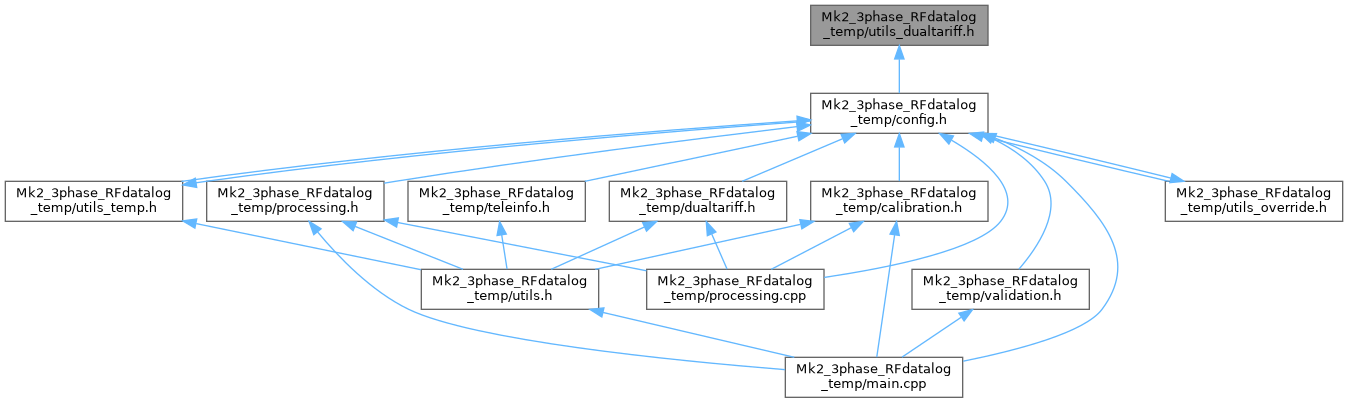 Mk2_3phase_RFdatalog
_temp/utils_dualtariff.h
Mk2_3phase_RFdatalog
_temp/config.h
Mk2_3phase_RFdatalog
_temp/utils_temp.h
Mk2_3phase_RFdatalog
_temp/processing.h
Mk2_3phase_RFdatalog
_temp/teleinfo.h
Mk2_3phase_RFdatalog
_temp/dualtariff.h
Mk2_3phase_RFdatalog
_temp/calibration.h
Mk2_3phase_RFdatalog
_temp/utils_override.h
Mk2_3phase_RFdatalog
_temp/utils.h
Mk2_3phase_RFdatalog
_temp/processing.cpp
Mk2_3phase_RFdatalog
_temp/validation.h
Mk2_3phase_RFdatalog
_temp/main.cpp